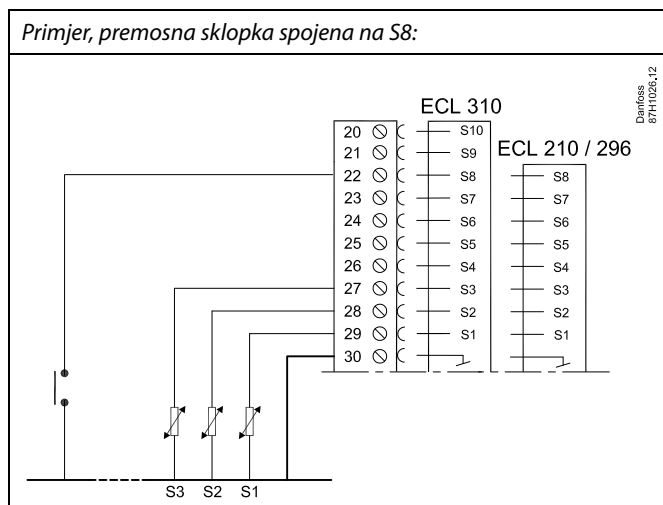 Primjer, premosna sklopka spojena na S8:
Danfoss
87H1026.12
ECL 310
ECL 210 / 296
20 S10
21 S9
22 S8 S8
23 S7 S7
24 S6 S6
25 S5 S5
26 S4 S4
27 S3 S3
28 S2 S2
29 S1 S1
30
S3 S2 S1